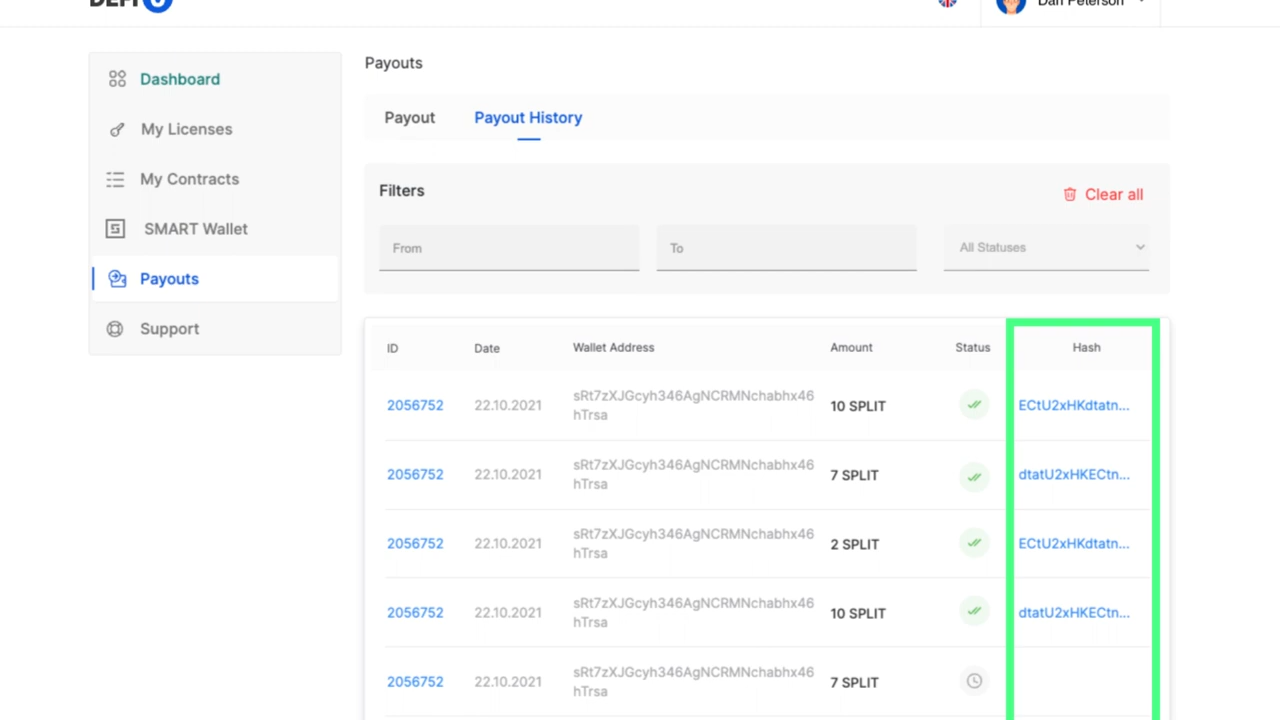 DEFI U
Dan Peterson
Dashboard
My Licenses
My Contracts
SMART Wallet
Payouts
Support
Payouts
Payout Payout History
Filters
Clear all
From To All Statuses
ID Date Wallet Address Amount Status Hash
2056752 22.10.2021 sRt7zXJGcyh346AgNCRMNchabhx46 10 SPLIT ECtU2xHKdtatn...
hTrsa
2056752 22.10.2021 sRt7zXJGcyh346AgNCRMNchabhx46 7 SPLIT dtatU2xHKECtn...
hTrsa
2056752 22.10.2021 sRt7zXJGcyh346AgNCRMNchabhx46 2 SPLIT ECtU2xHKdtatn...
hTrsa
2056752 22.10.2021 sRt7zXJGcyh346AgNCRMNchabhx46 10 SPLIT dtatU2xHKECtn...
hTrsa
2056752 22.10.2021 sRt7zXJGcyh346AgNCRMNchabhx46 7 SPLIT
hTrsa